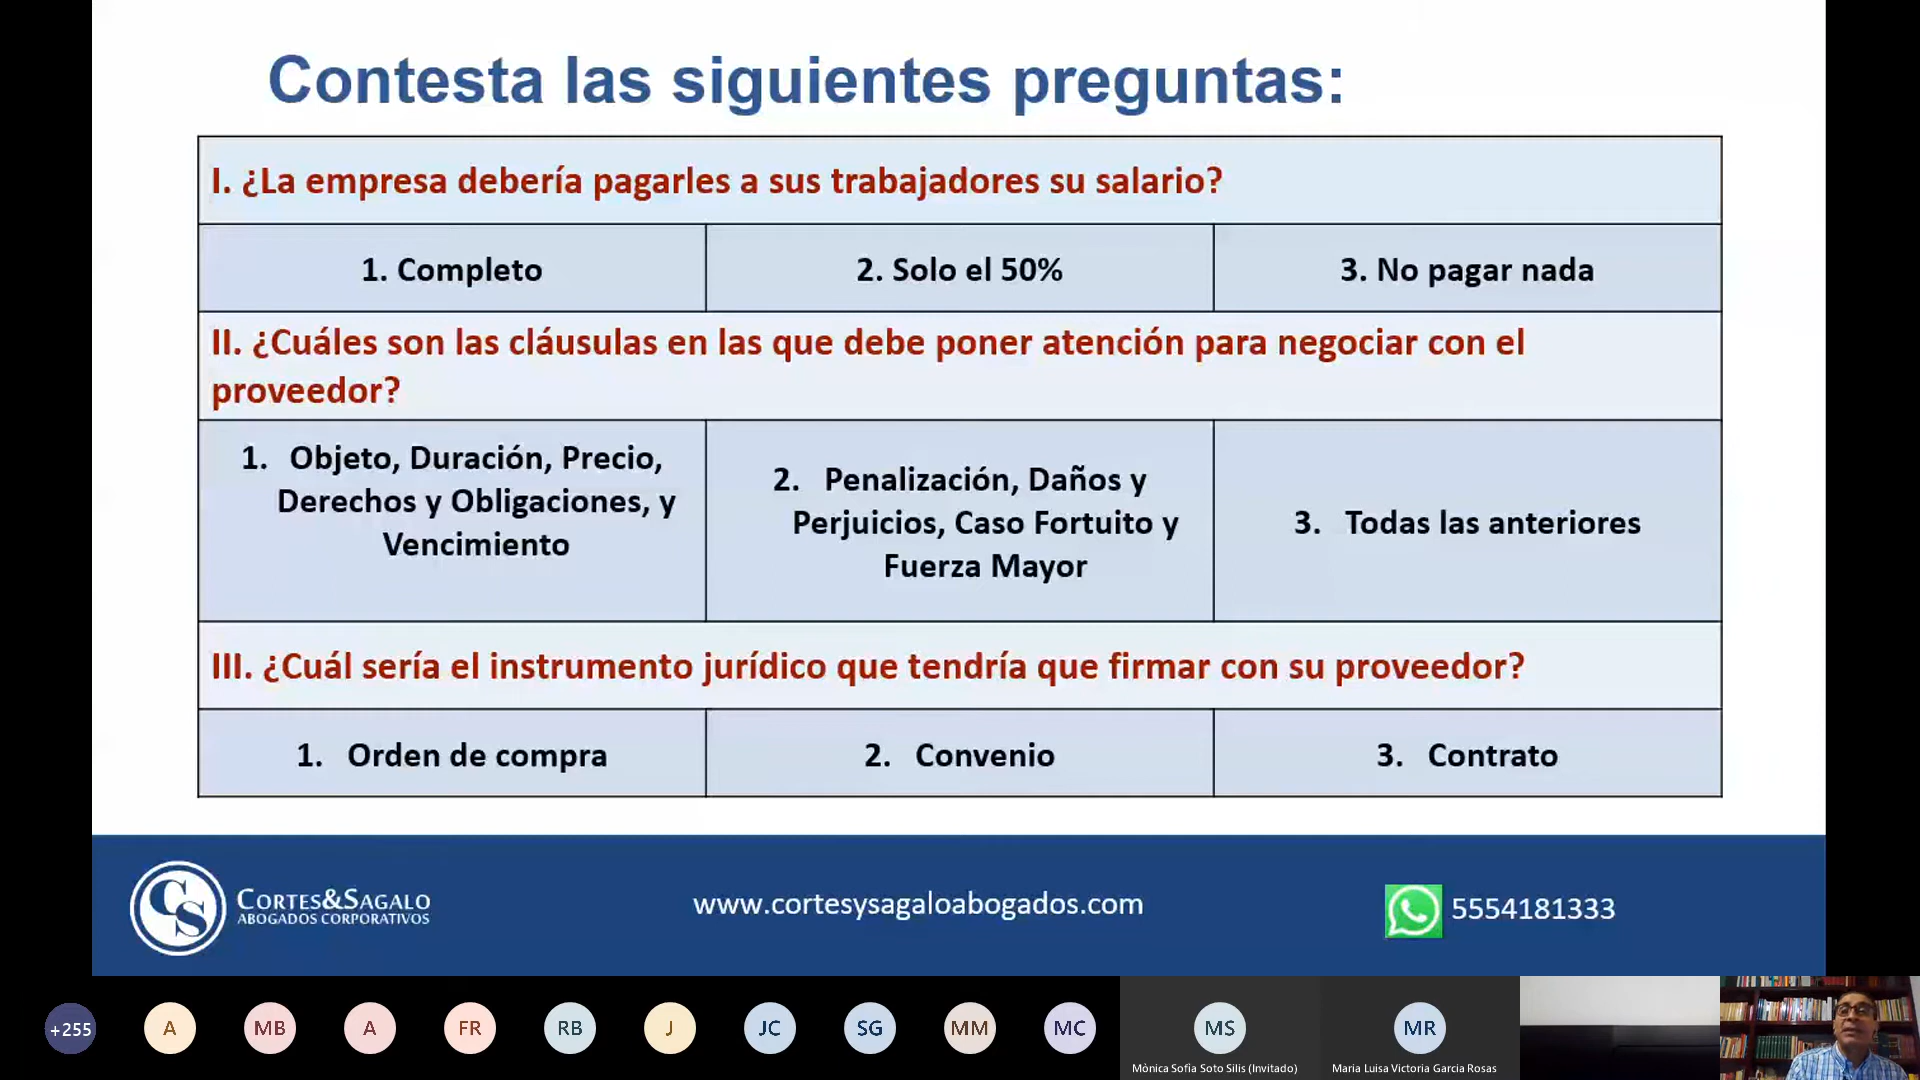 Contesta las siguientes preguntas:
I. ¿La empresa debería pagarles a sus trabajadores su salario?
1. Completo
2. Solo el 50%
3. No pagar nada
II. ¿Cuáles son las cláusulas en las que debe poner atención para negociar con el
proveedor?
1. Objeto, Duración, Precio,
Derechos y Obligaciones, y
Vencimiento
2. Penalización, Daños y
Perjuicios, Caso Fortuito y
Fuerza Mayor
3. Todas las anteriores
III. ¿Cuál sería el instrumento jurídico que tendría que firmar con su proveedor?
1. Orden de compra
2. Convenio
3. Contrato
CS
CORTES&SAGALO
ABOGADOS CORPORATIVOS
www.cortesysagaloabogados.com
5554181333
+255
A
MB
A
FR
RB
J
JC
SG
MM
MC
MS
Mònica Sofia Soto Silis (Invitado)
MR
Maria Luisa Victoria Garcia Rosas